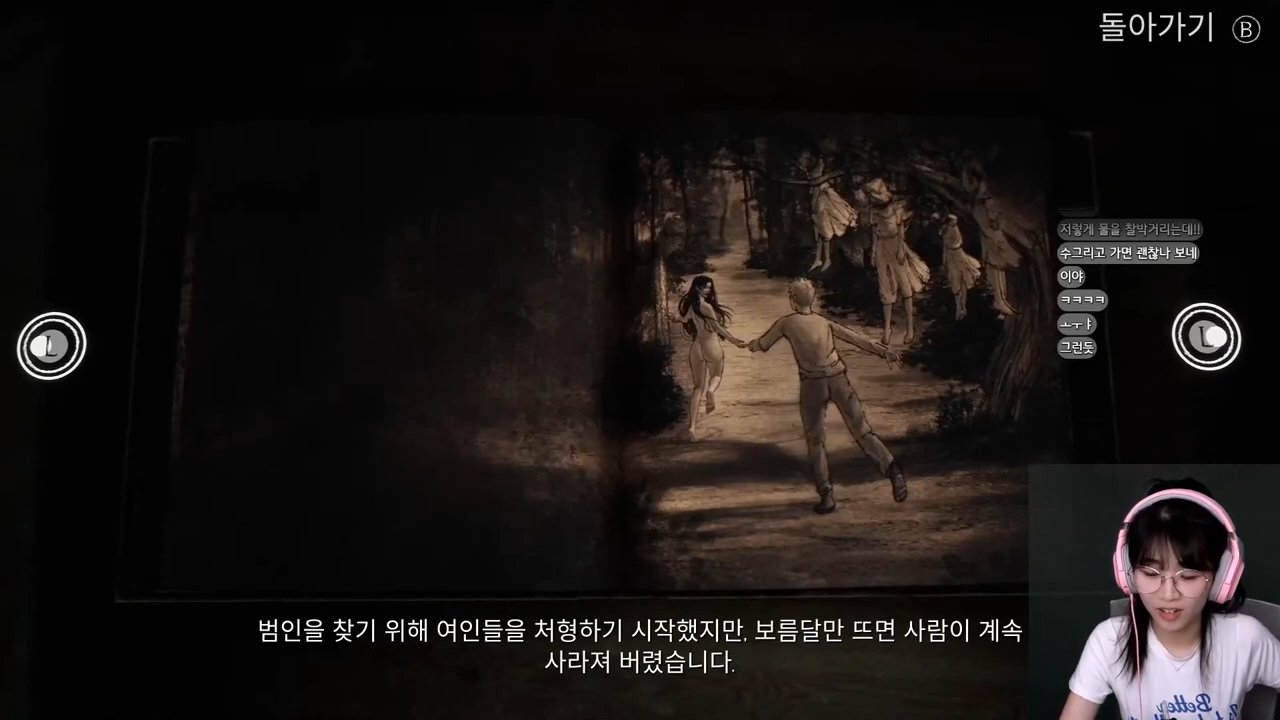 돌아가기 Ⓑ
저렇게 물을 찰박거리는데!!
수그리고 가면 괜찮나 보네
이야
ㅋㅋㅋㅋ
ㅗㅜㅑ
그런듯
L
L
범인을 찾기 위해 여인들을 처형하기 시작했지만, 보름달만 뜨면 사람이 계속
사라져 버렸습니다.
Better